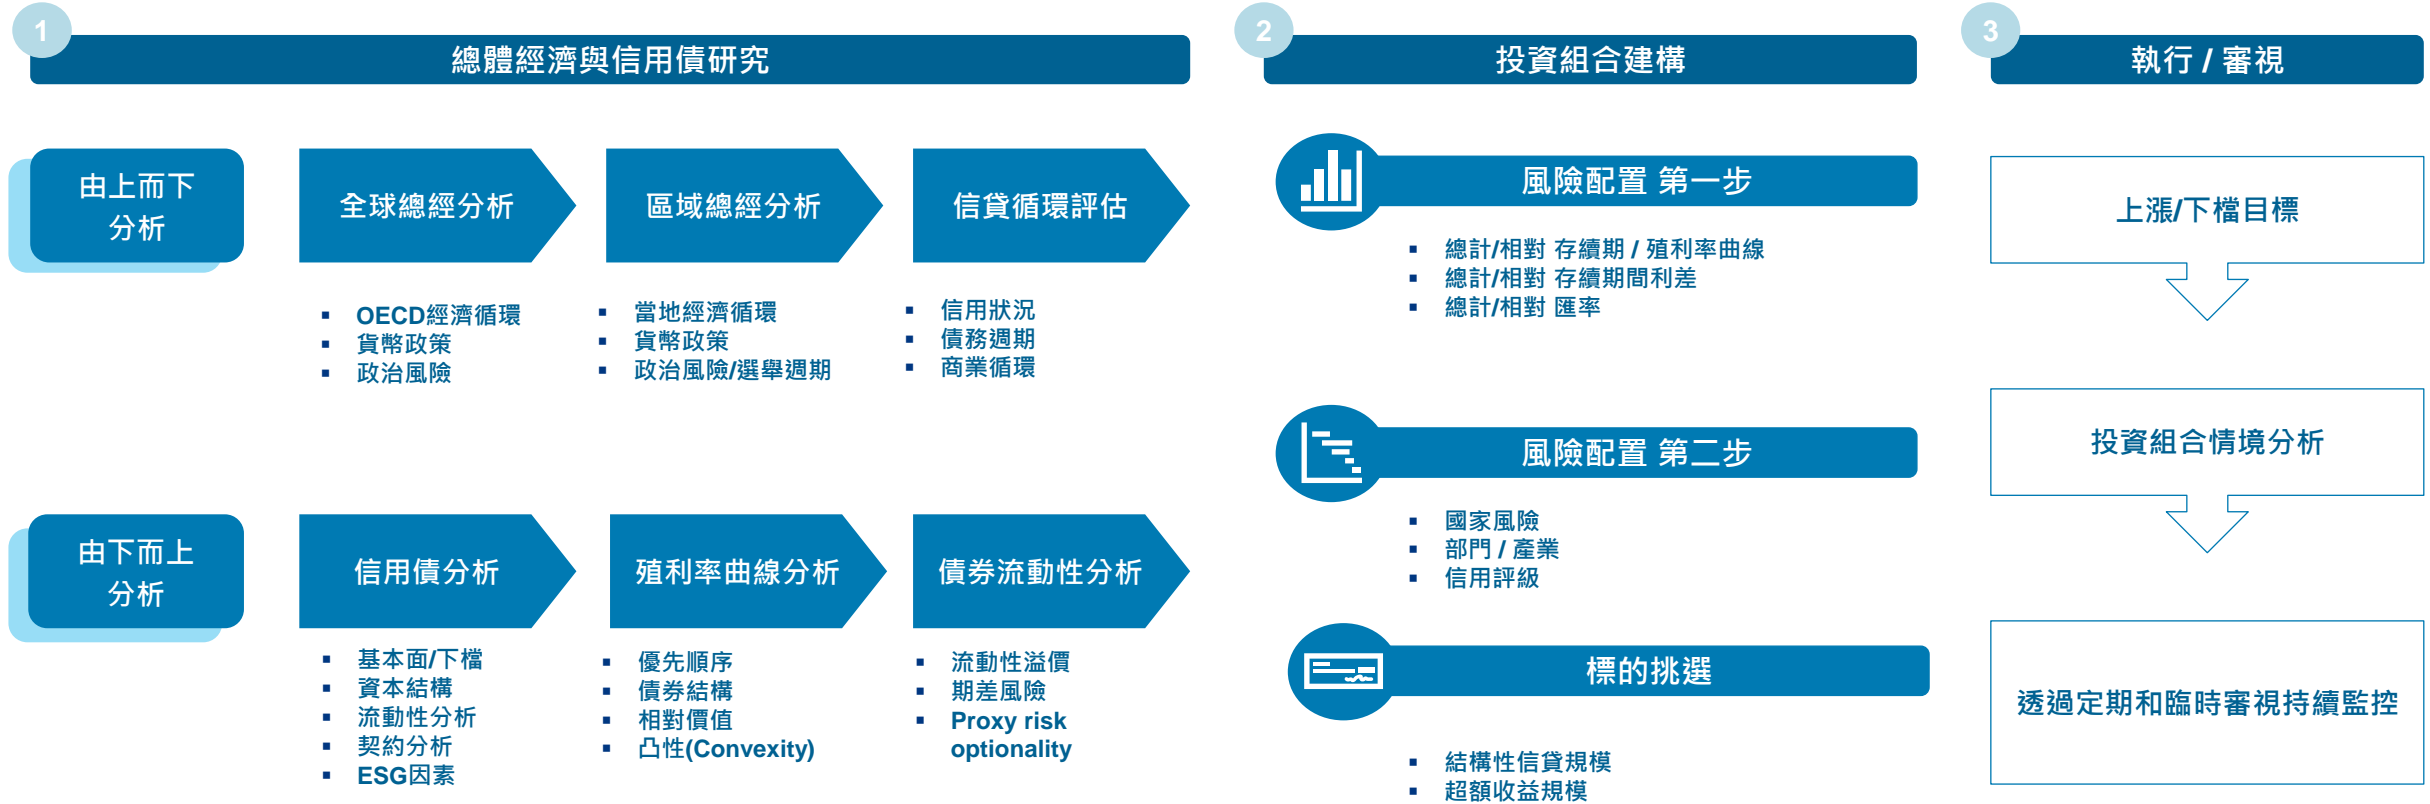 1
總體經濟與信用債研究
由上而下
分析
全球總經分析
區域總經分析
信貸循環評估
▪ OECD經濟循環
▪ 貨幣政策
▪ 政治風險
▪ 當地經濟循環
▪ 貨幣政策
▪ 政治風險/選舉週期
▪ 信用狀況
▪ 債務週期
▪ 商業循環
由下而上
分析
信用債分析
殖利率曲線分析
債券流動性分析
▪ 基本面/下檔
▪ 資本結構
▪ 流動性分析
▪ 契約分析
▪ ESG因素
▪ 優先順序
▪ 債券結構
▪ 相對價值
▪ 凸性(Convexity)
▪ 流動性溢價
▪ 期差風險
▪ Proxy risk
optionality
2
投資組合建構
風險配置 第一步
▪ 總計/相對 存續期 / 殖利率曲線
▪ 總計/相對 存續期間利差
▪ 總計/相對 匯率
風險配置 第二步
▪ 國家風險
▪ 部門 / 產業
▪ 信用評級
標的挑選
▪ 結構性信貸規模
▪ 超額收益規模
3
執行 / 審視
上漲/下檔目標
投資組合情境分析
透過定期和臨時審視持續監控